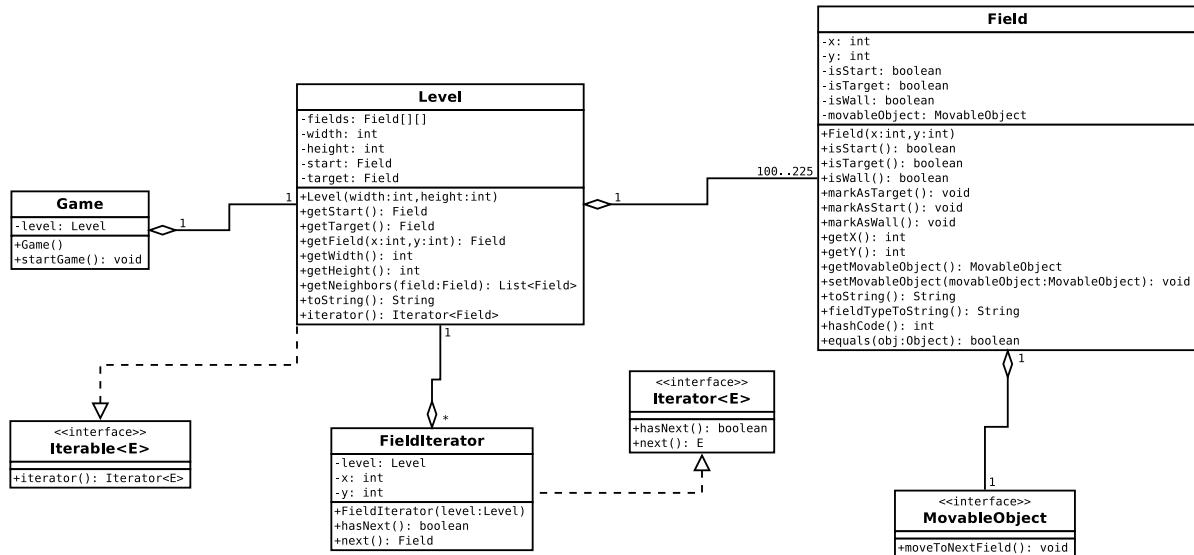 Game
-level: Level
+Game()
+startGame(): void
1
1
Level
-fields: Field[][]
-width: int
-height: int
-start: Field
-target: Field
+Level(width:int,height:int)
+getStart(): Field
+getTarget(): Field
+getField(x:int,y:int): Field
+getWidth(): int
+getHeight(): int
+getNeighbors(field:Field): List<Field>
+toString(): String
+iterator(): Iterator<Field>
1
100..225
Field
-x: int
-y: int
-isStart: boolean
-isTarget: boolean
-isWall: boolean
-movableObject: MovableObject
+Field(x:int,y:int)
+isStart(): boolean
+isTarget(): boolean
+isWall(): boolean
+markAsTarget(): void
+markAsStart(): void
+markAsWall(): void
+getX(): int
+getY(): int
+getMovableObject(): MovableObject
+setMovableObject(movableObject:MovableObject): void
+toString(): String
+fieldTypeToString(): String
+hashCode(): int
+equals(obj:Object): boolean
1
*
<<interface>>
Iterable<E>
+iterator(): Iterator<E>
FieldIterator
-level: Level
-x: int
-y: int
+FieldIterator(level:Level)
+hasNext(): boolean
+next(): Field
<<interface>>
Iterator<E>
+hasNext(): boolean
+next(): E
1
1
<<interface>>
MovableObject
+moveToNextField(): void